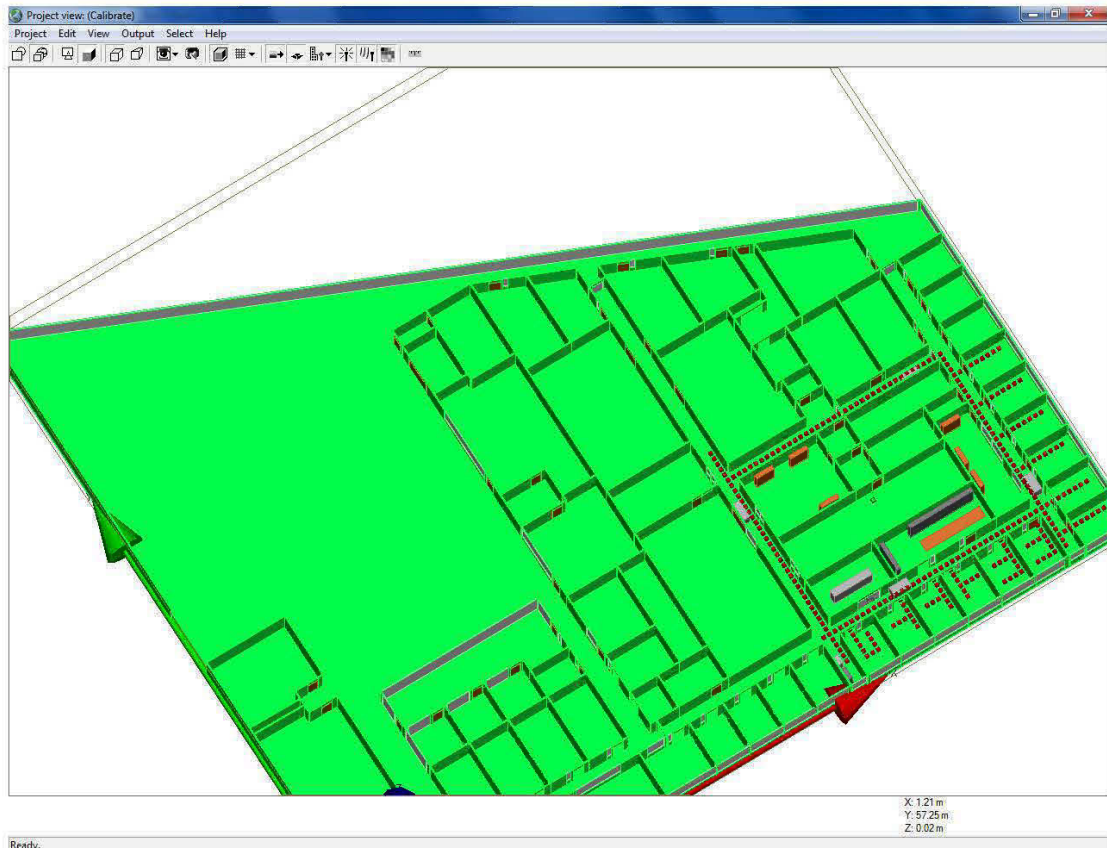 Project view: (Calibrate)
Project Edit View Output Select Help
X: 1.21 m
Y: 57.25 m
Z: 0.02 m
Ready.